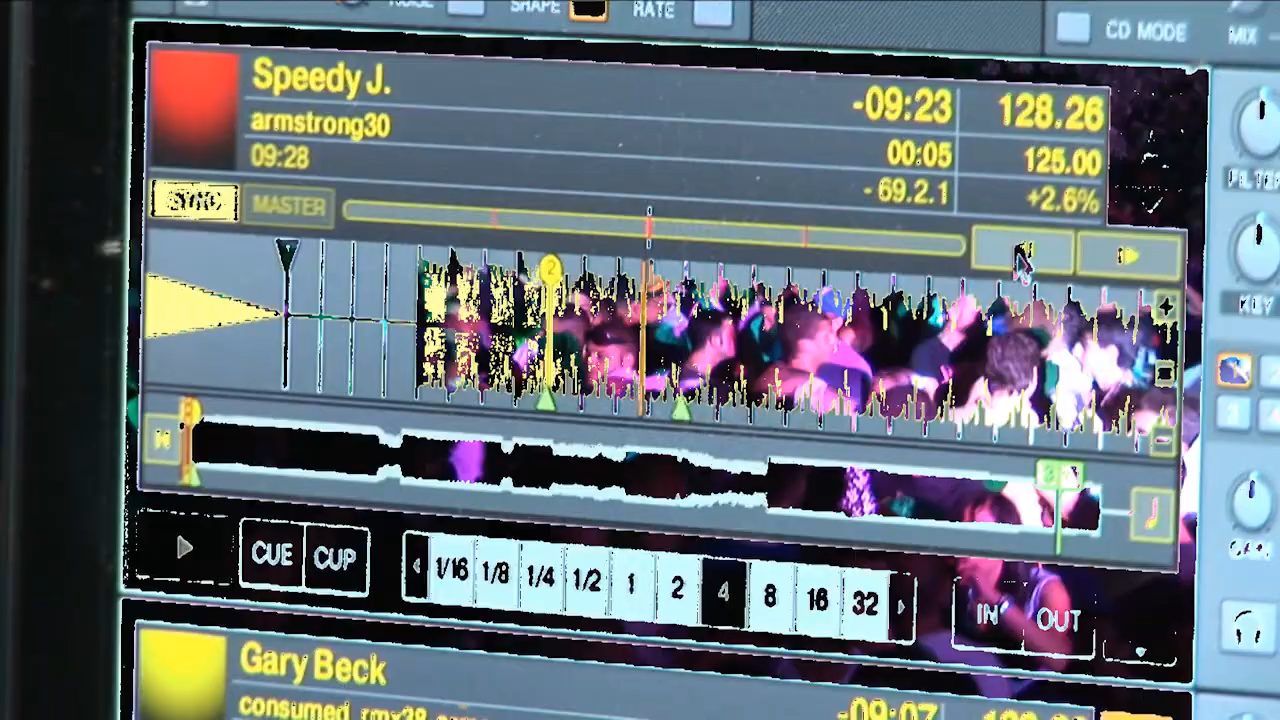 SHAPE RATE
CD MODE MIX
Speedy J. -09:23 128.26
armstrong30 00:05 125.00
09:28 -69.2.1 +2.6%
SYNC MASTER
KEY
2
CUE CUP 1/16 1/8 1/4 1/2 1 2 4 8 16 32 IN OUT
Gary Beck
-09:07